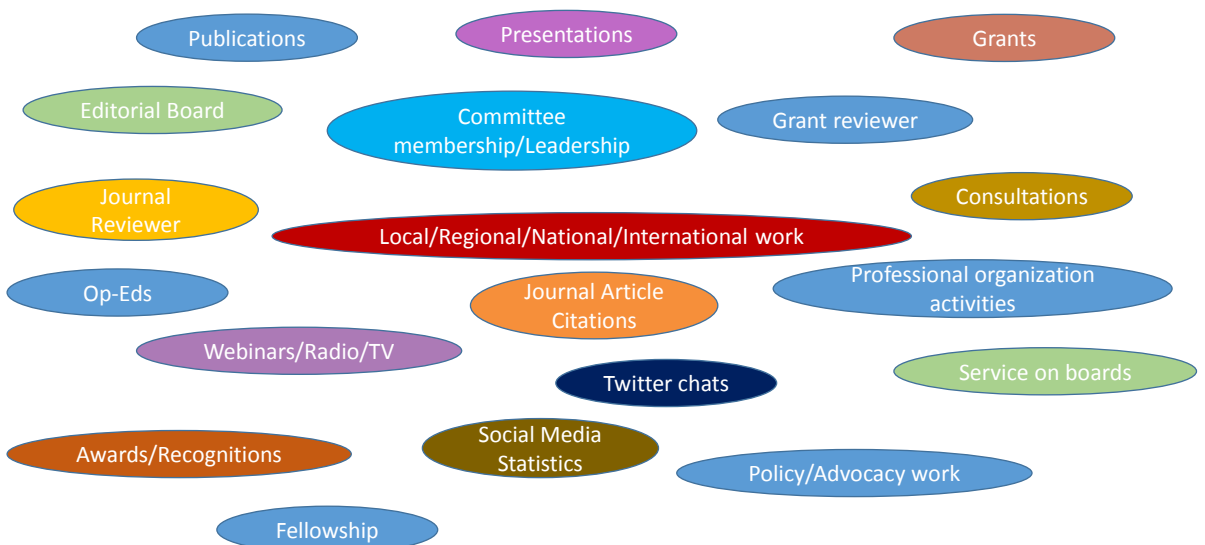 Publications
Presentations
Grants
Editorial Board
Committee
membership/Leadership
Grant reviewer
Journal
Reviewer
Consultations
Local/Regional/National/International work
Op-Eds
Journal Article
Citations
Professional organization
activities
Webinars/Radio/TV
Twitter chats
Service on boards
Awards/Recognitions
Social Media
Statistics
Policy/Advocacy work
Fellowship